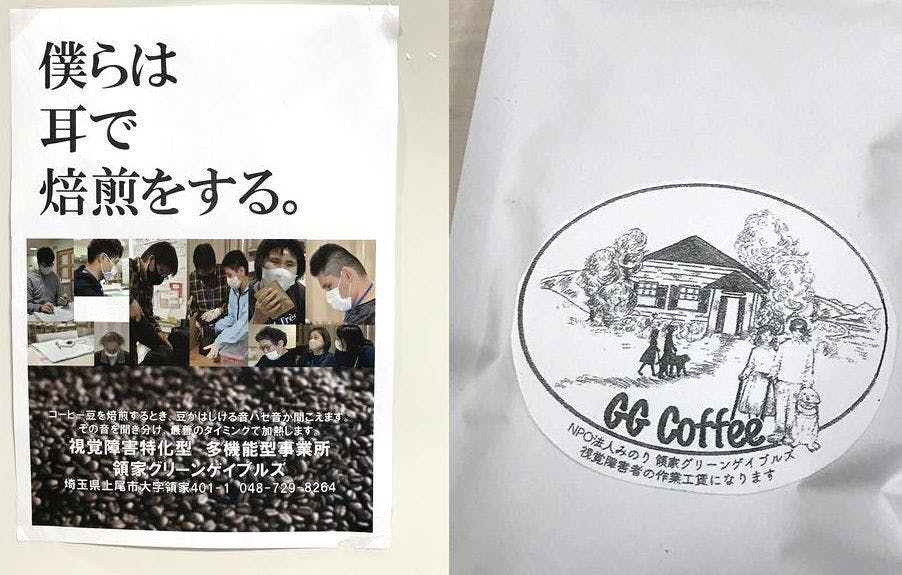 僕らは
耳で
焙煎をする。
コーヒー豆を焙煎するとき、豆がはじける音ハゼ音が聞こえます。
その音を聞き分け、最善のタイミングで加熱します。
視覚障害特化型 多機能型事業所
領家グリーンゲイブルズ
埼玉県上尾市大字領家401-1 048-729-8264
GG Coffee
NPO法人みのり 領家グリーンゲイブルズ
視覚障害者の作業工賃になります